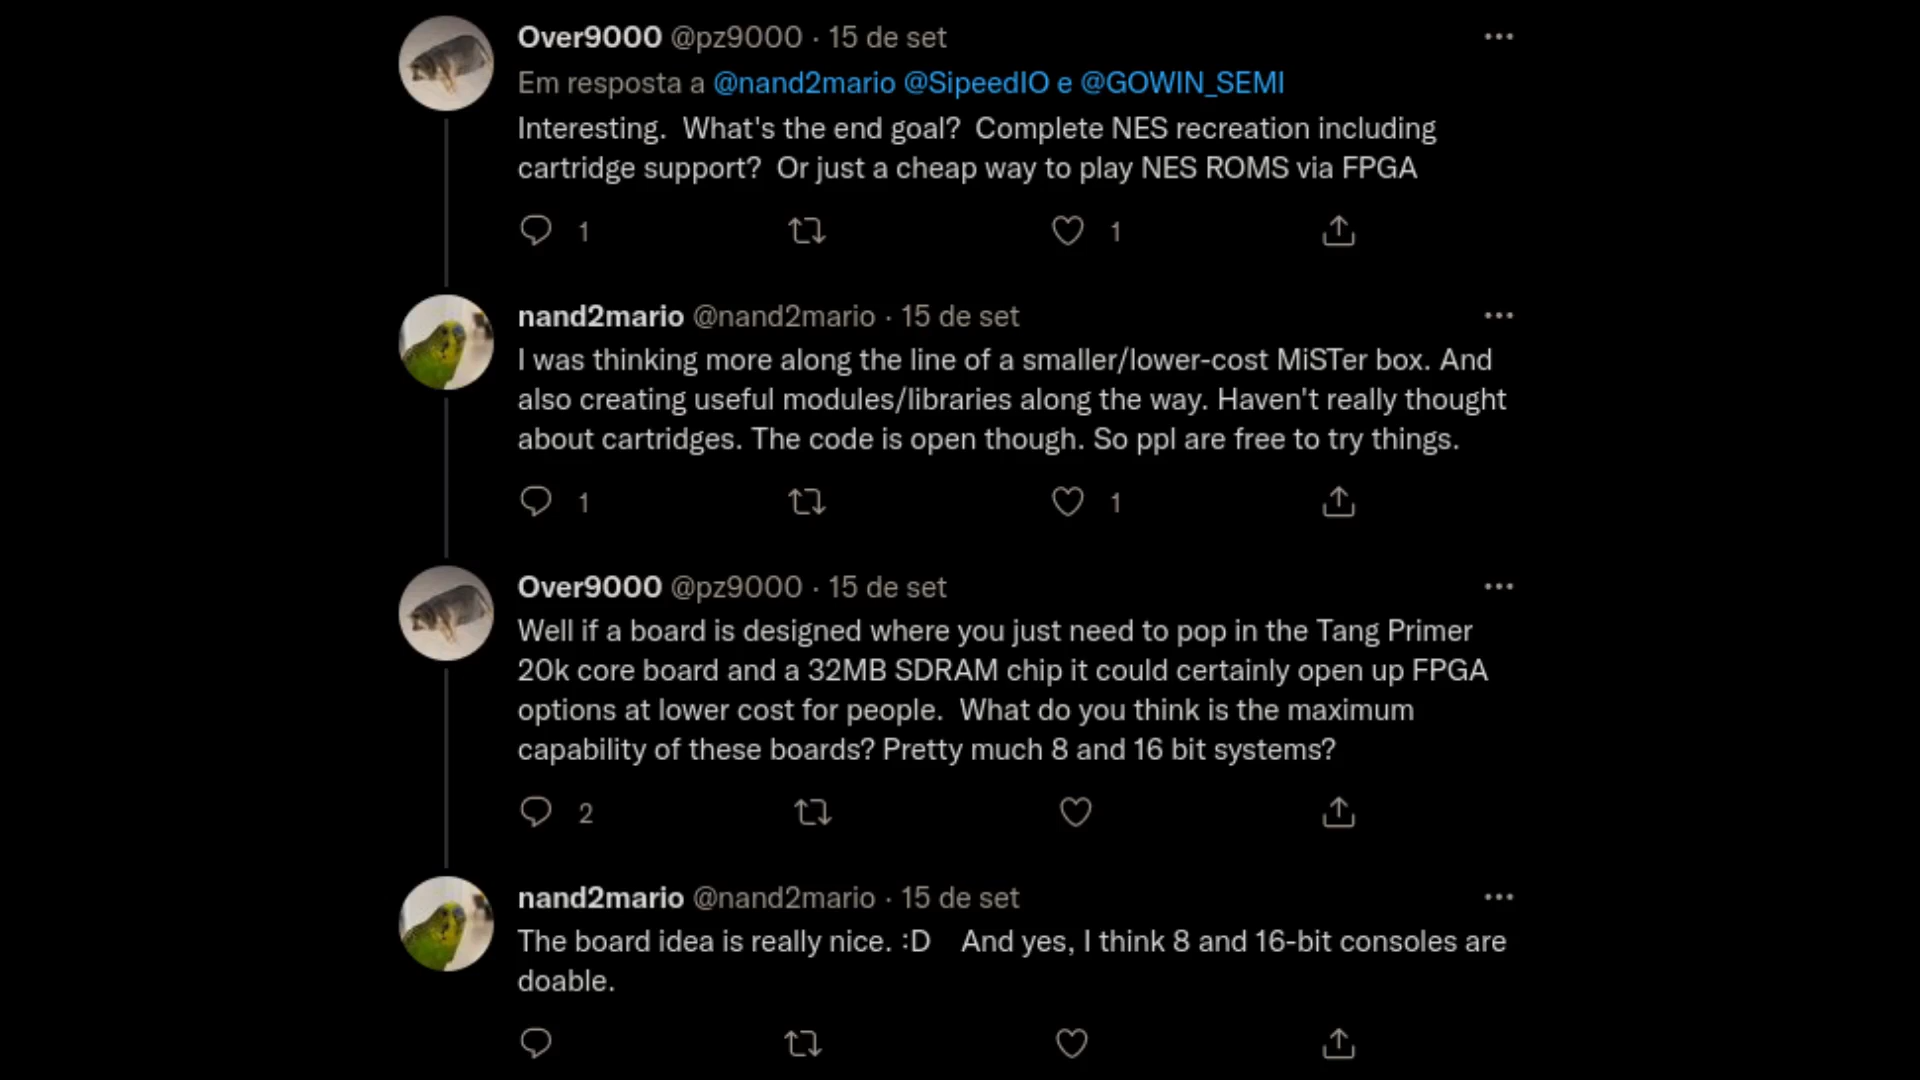 Over9000 @pz9000 · 15 de set
Em resposta a @nand2mario @SipeedIO e @GOWIN_SEMI
Interesting.  What's the end goal?  Complete NES recreation including
cartridge support?  Or just a cheap way to play NES ROMS via FPGA
1 1
nand2mario @nand2mario · 15 de set
I was thinking more along the line of a smaller/lower-cost MiSTer box. And
also creating useful modules/libraries along the way. Haven't really thought
about cartridges. The code is open though. So ppl are free to try things.
1 1
Over9000 @pz9000 · 15 de set
Well if a board is designed where you just need to pop in the Tang Primer
20k core board and a 32MB SDRAM chip it could certainly open up FPGA
options at lower cost for people.  What do you think is the maximum
capability of these boards? Pretty much 8 and 16 bit systems?
2
nand2mario @nand2mario · 15 de set
The board idea is really nice. :D    And yes, I think 8 and 16-bit consoles are
doable.